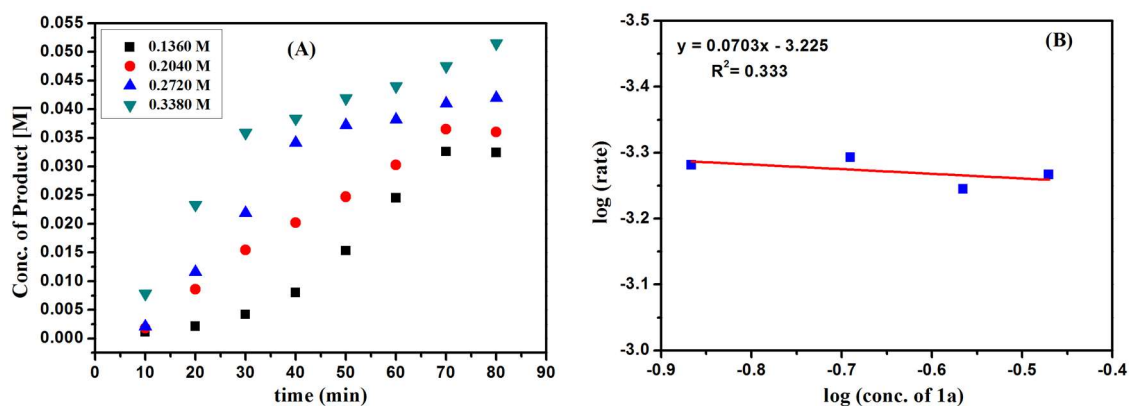 (A)
0.1360 M
0.2040 M
0.2720 M
0.3380 M
Conc. of Product [M]
0.055
0.050
0.045
0.040
0.035
0.030
0.025
0.020
0.015
0.010
0.005
0.000
0 10 20 30 40 50 60 70 80 90
time (min)
(B)
y = 0.0703x - 3.225
R²= 0.333
log (rate)
-3.5
-3.4
-3.3
-3.2
-3.1
-3.0
-0.9 -0.8 -0.7 -0.6 -0.5 -0.4
log (conc. of 1a)